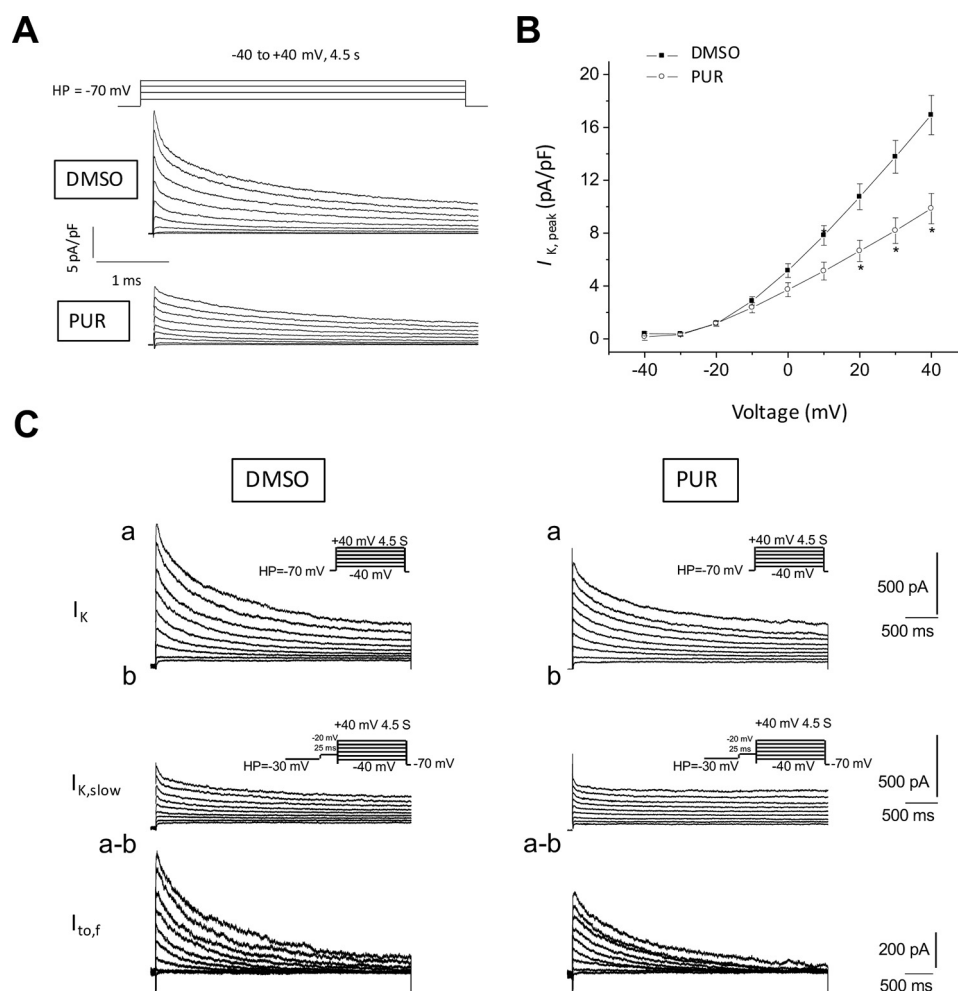 A
-40 to +40 mV, 4.5 s
HP = -70 mV
DMSO
5 pA/pF
1 ms
PUR
B
DMSO
PUR
20
16
12
8
4
0
I K, peak (pA/pF)
*
*
*
-40
-20
0
20
40
Voltage (mV)
C
DMSO
PUR
a
+40 mV 4.5 S
HP=-70 mV
-40 mV
a
+40 mV 4.5 S
HP=-70 mV
-40 mV
500 pA
500 ms
IK
b
+40 mV 4.5 S
-20 mV
25 ms
HP=-30 mV
-40 mV
-70 mV
b
+40 mV 4.5 S
-20 mV
25 ms
HP=-30 mV
-40 mV
-70 mV
500 pA
500 ms
IK,slow
a-b
a-b
Ito,f
200 pA
500 ms